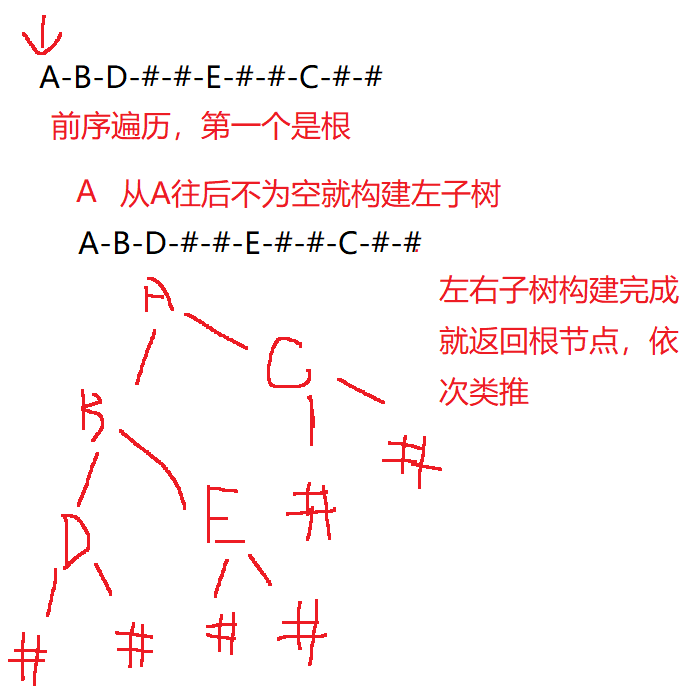 A-B-D-#-#-E-#-#-C-#-#
前序遍历，第一个是根
A 从A往后不为空就构建左子树
A-B-D-#-#-E-#-#-C-#-#
左右子树构建完成
就返回根节点，依
次类推
A
C
B
#
D
E
#
#
#
#
#